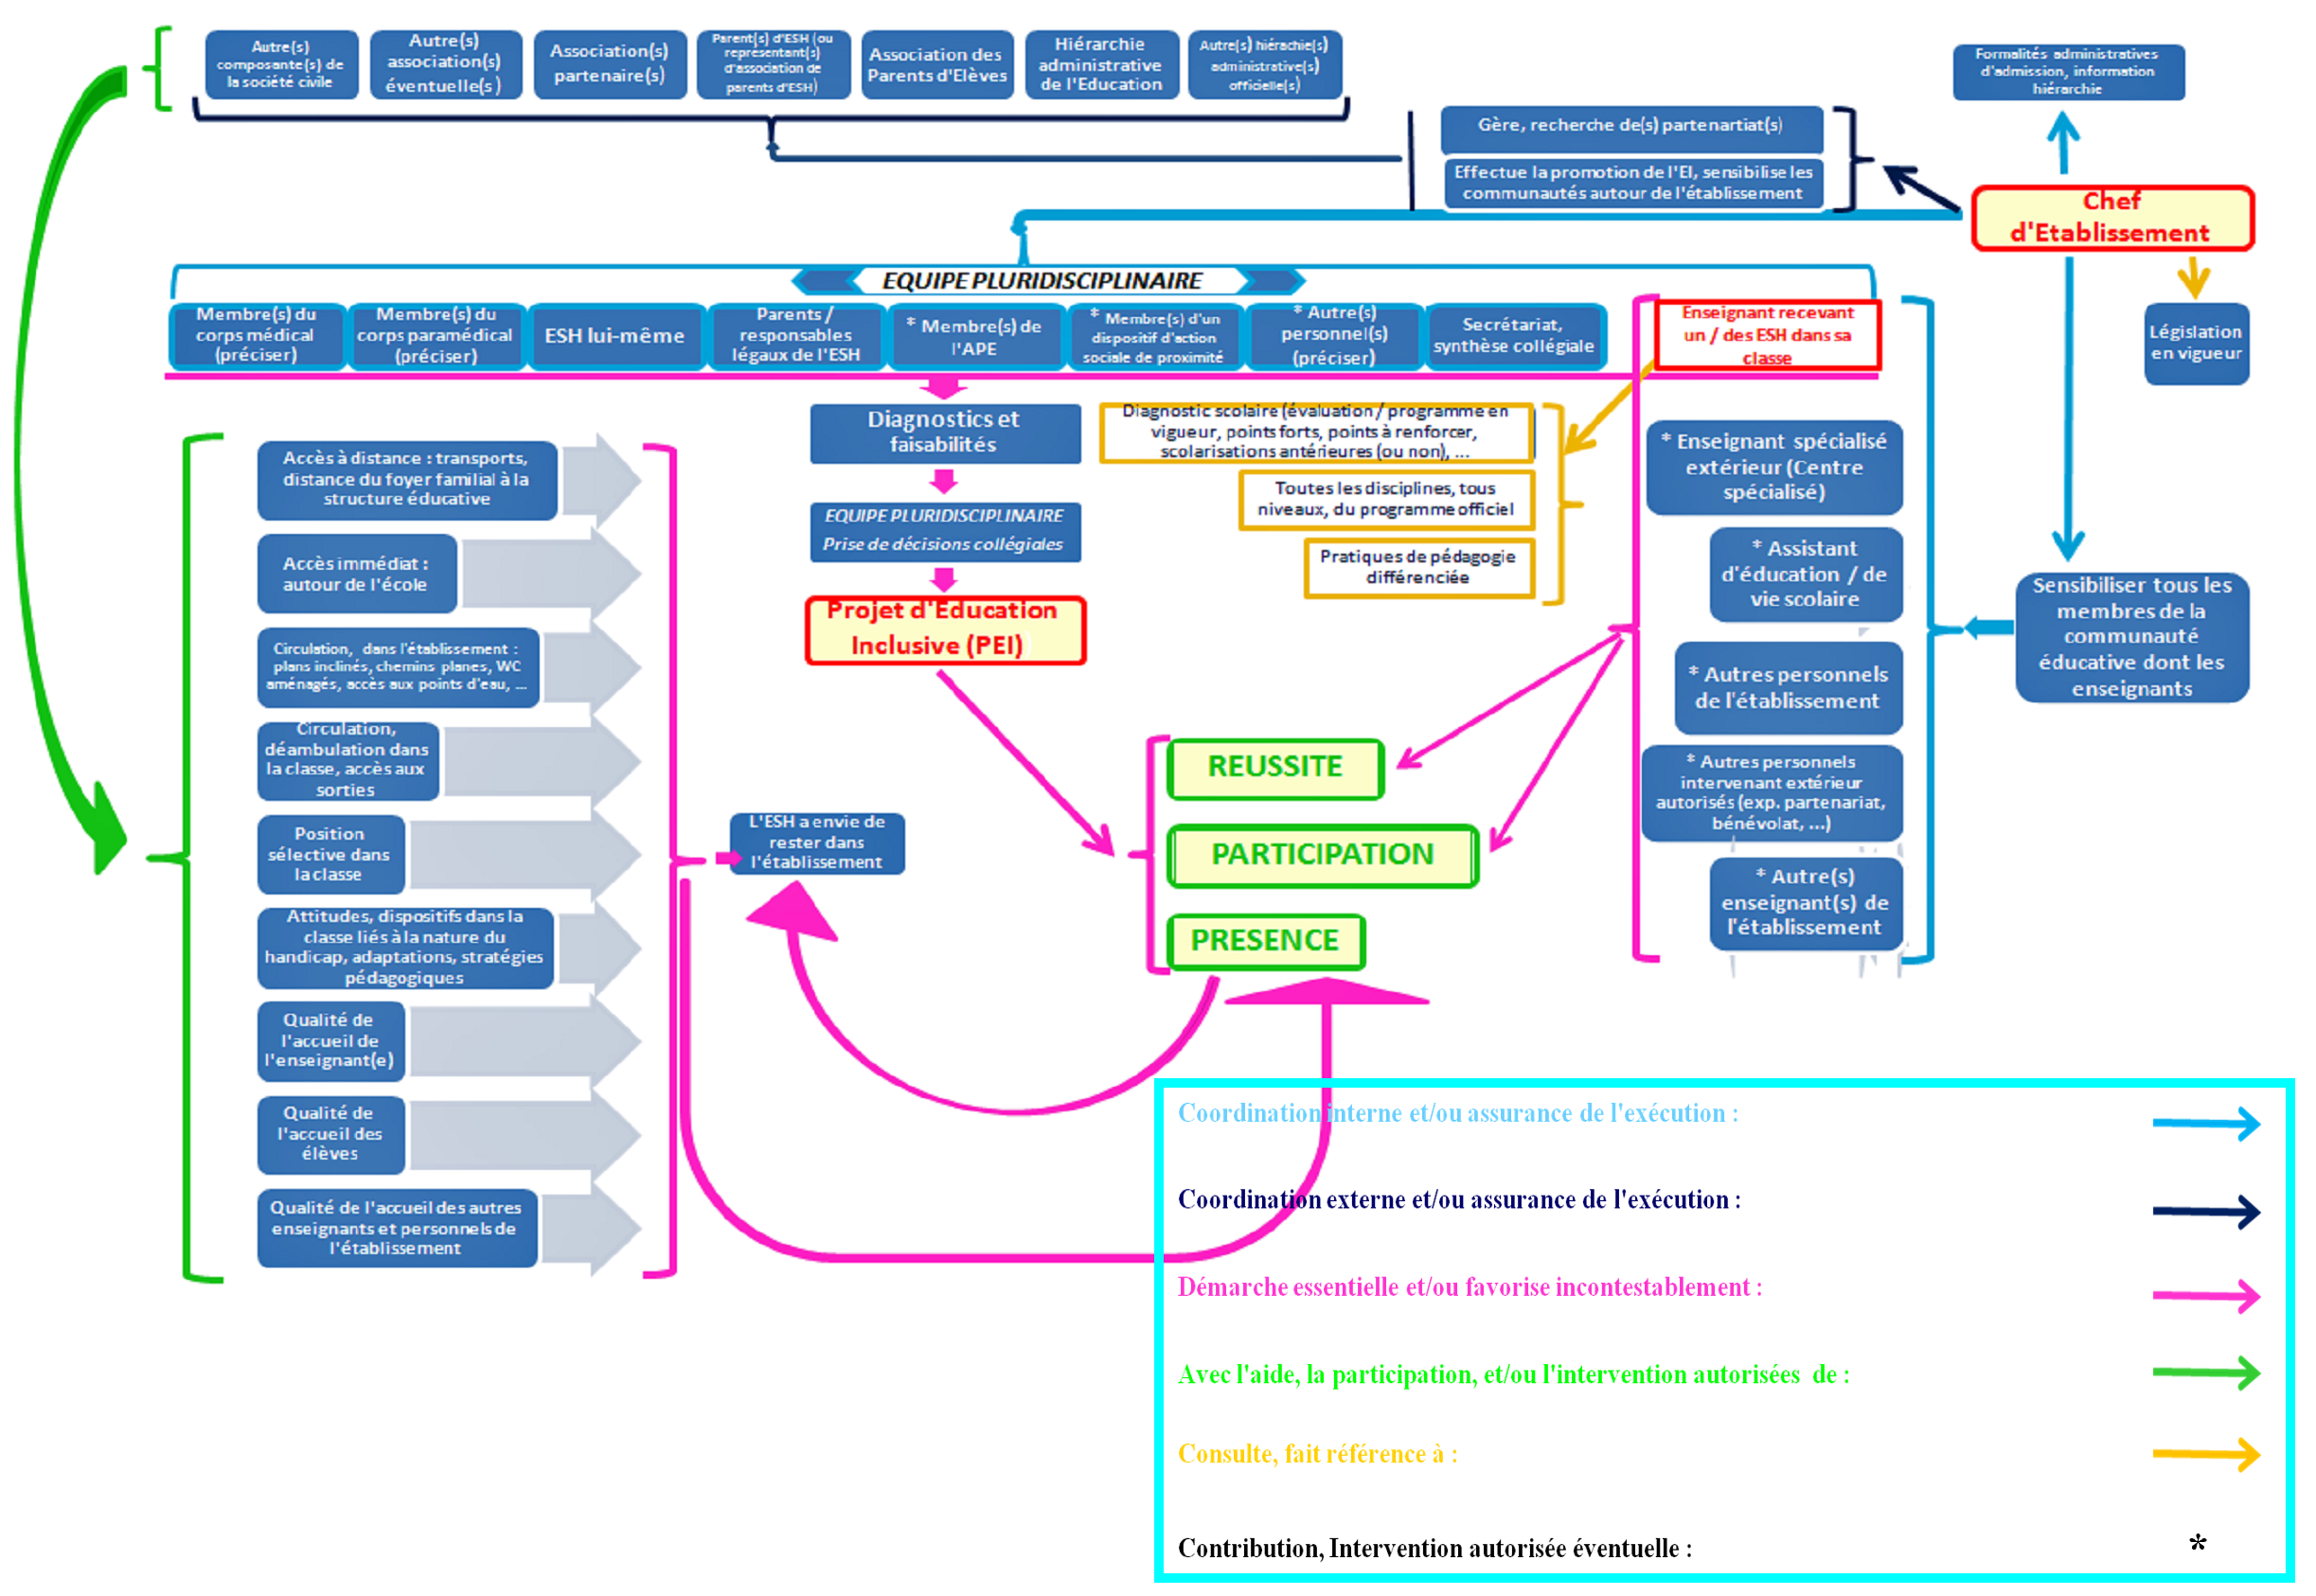 Autre(s)
composante(s) de
la société civile
Autre(s)
association(s)
éventuelle(s)
Association(s)
partenaire(s)
Parent(s) d'ESH (ou
representant(s)
d'association de
parents d'ESH)
Association des
Parents d'Elèves
Hiérarchie
administrative
de l'Education
Autre(s) hiérachie(s)
administrative(s)
officielle(s)
Formalités administratives
d'admission, information
hiérarchie
Gère, recherche de(s) partenartiat(s)
Effectue la promotion de l'EI, sensibilise les
communautés autour de l'établissement
Chef
d'Etablissement
EQUIPE PLURIDISCIPLINAIRE
Membre(s) du
corps médical
(préciser)
Membre(s) du
corps paramédical
(préciser)
ESH lui-même
Parents /
responsables
légaux de l'ESH
* Membre(s) de
l'APE
* Membre(s) d'un
dispositif d'action
sociale de proximité
* Autre(s)
personnel(s)
(préciser)
Secrétariat,
synthèse collégiale
Enseignant recevant
un / des ESH dans sa
classe
Législation
en vigueur
Diagnostics et
faisabilités
EQUIPE PLURIDISCIPLINAIRE
Prise de décisions collégiales
Projet d'Education
Inclusive (PEI)
Diagnostic scolaire (évaluation / programme en
vigueur, points forts, points à renforcer,
scolarisations antérieures (ou non), ...
Toutes les disciplines, tous
niveaux, du programme officiel
Pratiques de pédagogie
différenciée
* Enseignant spécialisé
extérieur (Centre
spécialisé)
* Assistant
d'éducation / de
vie scolaire
* Autres personnels
de l'établissement
* Autres personnels
intervenant extérieur
autorisés (exp. partenariat,
bénévolat, ...)
* Autre(s)
enseignant(s) de
l'établissement
Sensibiliser tous les
membres de la
communauté
éducative dont les
enseignants
Accès à distance : transports,
distance du foyer familial à la
structure éducative
Accès immédiat :
autour de l'école
Circulation, dans l'établissement :
plans inclinés, chemins planes, WC
aménagés, accès aux points d'eau, ...
Circulation,
déambulation dans
la classe, accès aux
sorties
Position
sélective dans
la classe
Attitudes, dispositifs dans la
classe liés à la nature du
handicap, adaptations, stratégies
pédagogiques
Qualité de
l'accueil de
l'enseignant(e)
Qualité de
l'accueil des
élèves
Qualité de l'accueil des autres
enseignants et personnels de
l'établissement
L'ESH a envie de
rester dans
l'établissement
REUSSITE
PARTICIPATION
PRESENCE
Coordination interne et/ou assurance de l'exécution :
Coordination externe et/ou assurance de l'exécution :
Démarche essentielle et/ou favorise incontestablement :
Avec l'aide, la participation, et/ou l'intervention autorisées de :
Consulte, fait référence à :
Contribution, Intervention autorisée éventuelle : *